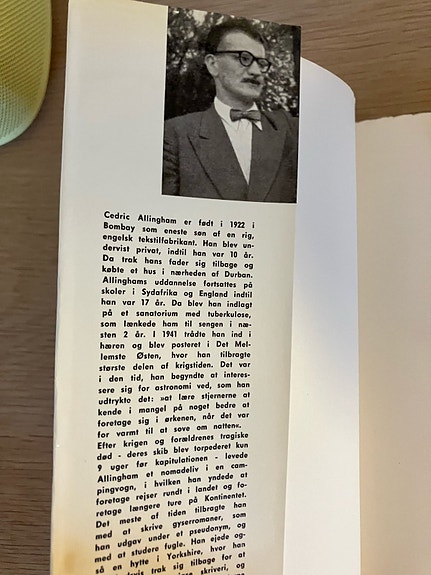 Cedric Allingham er født i 1922 i
Bombay som eneste søn af en rig,
engelsk tekstilfabrikant. Han blev un-
dervist privat, indtil han var 10 år.
Da trak hans fader sig tilbage og
købte et hus i nærheden af Durban.
Allinghams uddannelse fortsattes på
skoler i Sydafrika og England indtil
han var 17 år. Da blev han indlagt
på et sanatorium med tuberkulose,
som lænkede ham til sengen i næ-
sten 2 år. I 1941 trådte han ind i
hæren og blev posteret i Det Mel-
lemste Østen, hvor han tilbragte
største delen af krigstiden. Det var
i den tid, han begyndte at interes-
sere sig for astronomi ved, som han
udtrykte det: »at lære stjernerne at
kende i mangel på noget bedre at
foretage sig i ørkenen, når det var
for varmt til at sove om natten«.
Efter krigen og forældrenes tragiske
død - deres skib blev torpederet kun
9 uger før kapitulationen - levede
Allingham et nomadeliv i en cam-
pingvogn, i hvilken han yndede at
foretage rejser rundt i landet og fo-
retage længere ture på Kontinentet.
Det meste af tiden tilbragte han
med at skrive gyserromaner, som
han udgav under et pseudonym, og
med at studere fugle. Han ejede og-
så en hytte i Yorkshire, hvor han
trak sig tilbage for at
skriveri, og